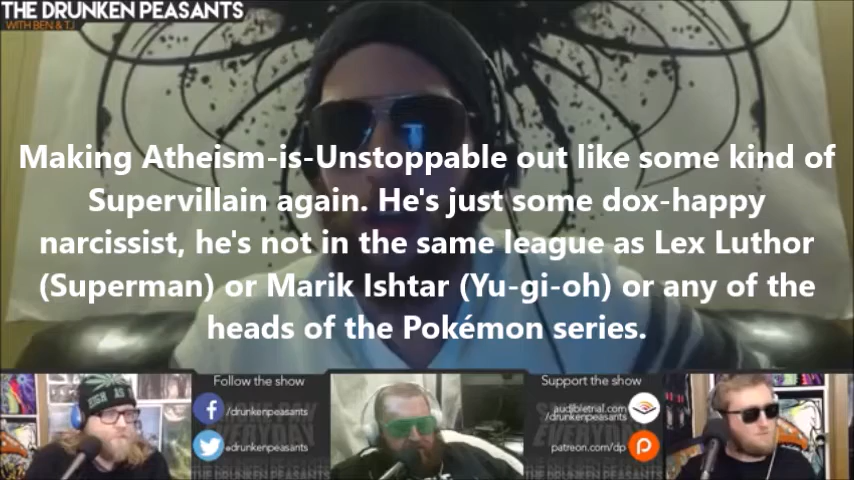 THE DRUNKEN PEASANTS
WITH BEN & TJ
Making Atheism-is-Unstoppable out like some kind of
Supervillain again. He's just some dox-happy
narcissist, he's not in the same league as Lex Luthor
(Superman) or Marik Ishtar (Yu-gi-oh) or any of the
heads of the Pokémon series.
Follow the show
/drunkenpeasants
@drunkenpeasants
Support the show
audibletrial.com
/drunkenpeasants
patreon.com/dp